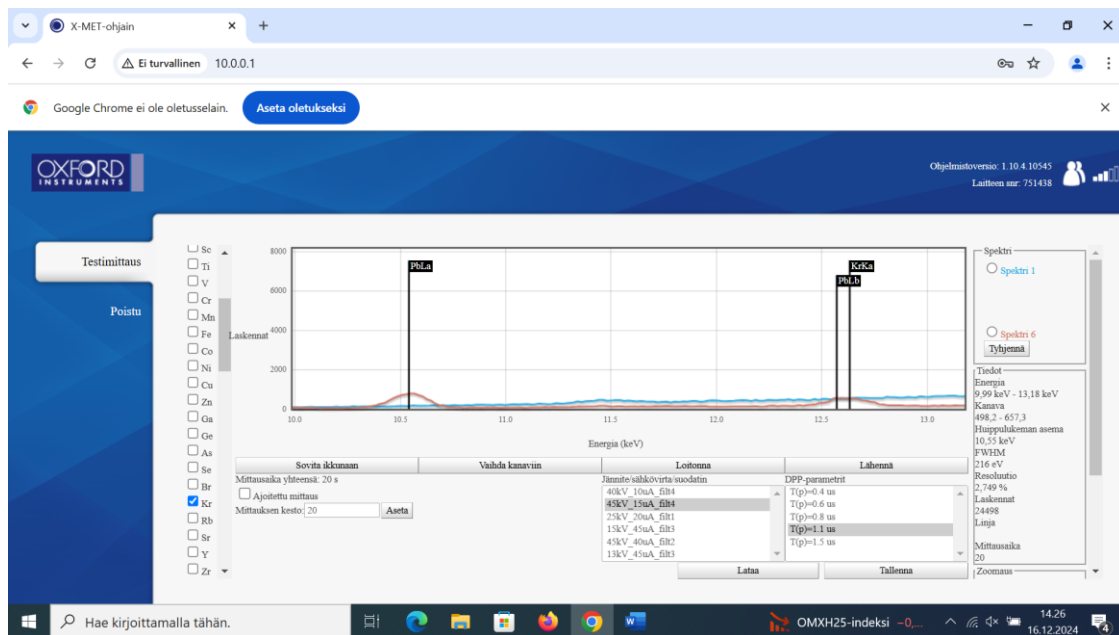 X-MET-ohjain
Ei turvallinen 10.0.0.1
Google Chrome ei ole oletusselain. Aseta oletukseksi
OXFORD
INSTRUMENTS
Ohjelmistoversio: 1.10.4.10545
Laitteen snr: 751438
Testimittaus
Poistu
Sc
Ti
V
Cr
Mn
Fe
Co
Ni
Cu
Zn
Ga
Ge
As
Se
Br
Kr
Rb
Sr
Y
Zr
Laskennat
8000
6000
4000
2000
0
PbLa
KrKa
PbLb
10.0 10.5 11.0 11.5 12.0 12.5 13.0
Energia (keV)
Sovita ikkunaan Vaihda kanaviin Loitonna Lähennä
Mittausaika yhteensä: 20 s
Ajoitettu mittaus
Mittauksen kesto: 20 Aseta
Jännite/sähkövirta/suodatin
40kV_10uA_filt4
45kV_15uA_filt4
25kV_20uA_filt1
15kV_45uA_filt3
45kV_40uA_filt2
13kV_45uA_filt3
DPP-parametrit
T(p)=0.4 us
T(p)=0.6 us
T(p)=0.8 us
T(p)=1.1 us
T(p)=1.5 us
Lataa Tallenna
Spektri
Spektri 1
Spektri 6
Tyhjennä
Tiedot
Energia
9,99 keV - 13,18 keV
Kanava
498,2 - 657,3
Huippulukeman asema
10,55 keV
FWHM
216 eV
Resoluutio
2,749 %
Laskennat
24498
Linja
Mittausaika
20
Zoomaus
Hae kirjoittamalla tähän.
OMXH25-indeksi -0,...
14.26
16.12.2024
4